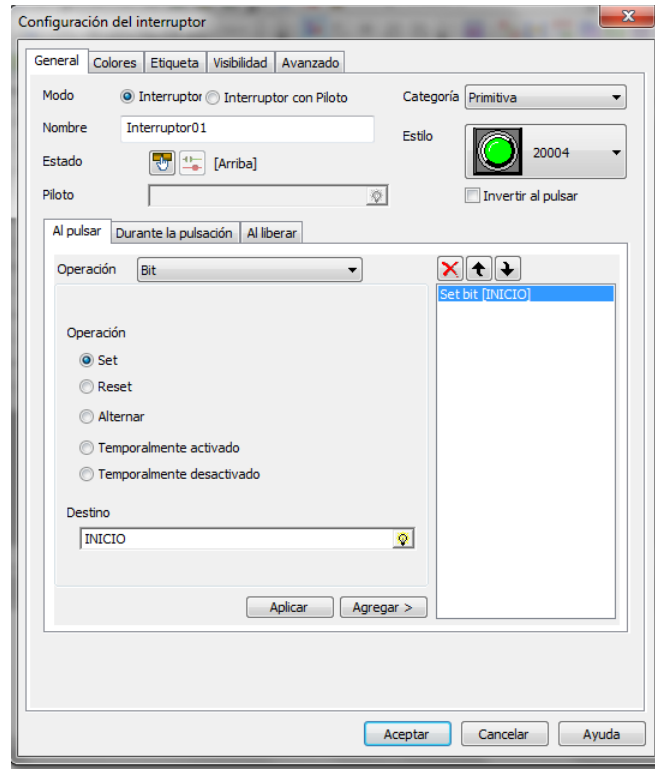 Configuración del interruptor
General Colores Etiqueta Visibilidad Avanzado
Modo Interruptor Interruptor con Piloto Categoría Primitiva
Nombre Interruptor01
Estilo 20004
Estado [Arriba]
Piloto Invertir al pulsar
Al pulsar Durante la pulsación Al liberar
Operación Bit
Set bit [INICIO]
Operación
Set
Reset
Alternar
Temporalmente activado
Temporalmente desactivado
Destino
INICIO
Aplicar Agregar >
Aceptar Cancelar Ayuda